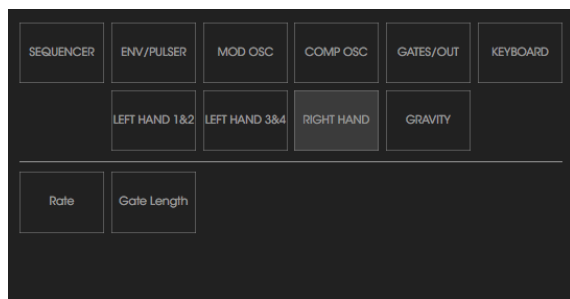 SEQUENCER ENV/PULSER MOD OSC COMP OSC GATES/OUT KEYBOARD
LEFT HAND 1&2 LEFT HAND 3&4 RIGHT HAND GRAVITY
Rate Gate Length